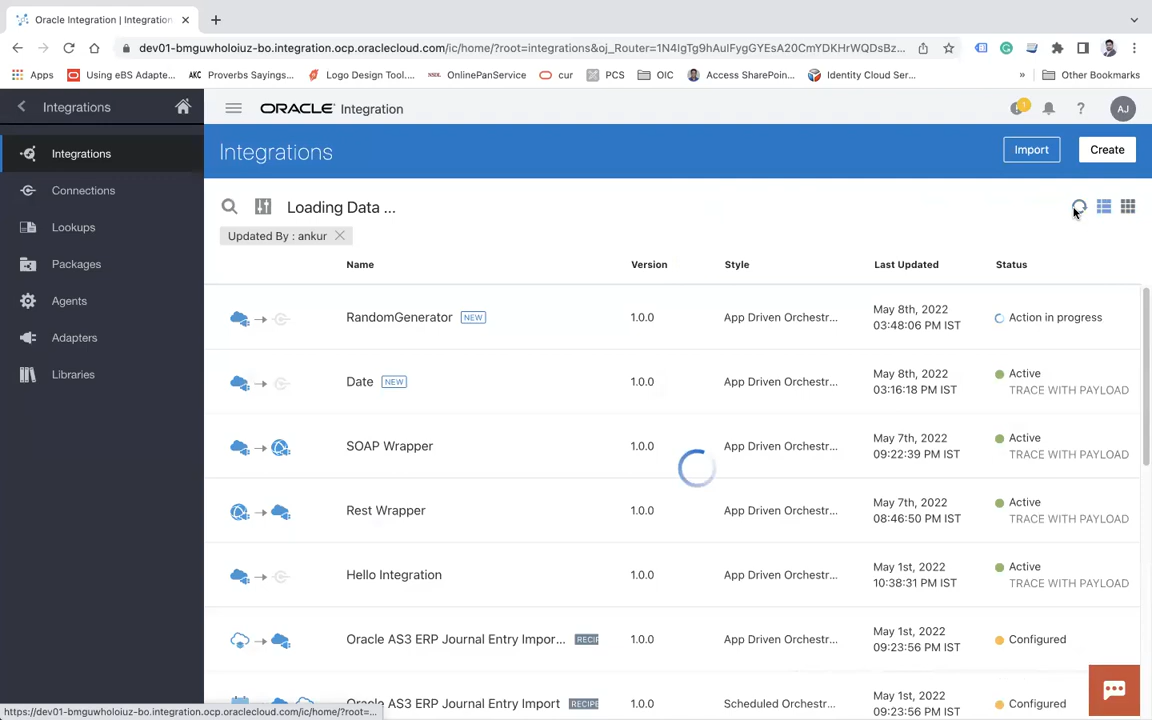 Oracle Integration | Integration
dev01-bmguwholoiuz-bo.integration.ocp.oraclecloud.com/ic/home/?root=integrations&oj_Router=1N4IgTg9hAuIFygGYEsA20CmYDKHrWQDsBz...
Apps
Using eBS Adapte...
AKC Proverbs Sayings...
Logo Design Tool....
OnlinePanService
cur
PCS
OIC
Access SharePoin...
Identity Cloud Ser...
»
Other Bookmarks
Integrations
ORACLE Integration
1
?
AJ
Integrations
Connections
Lookups
Packages
Agents
Adapters
Libraries
Integrations
Import
Create
Loading Data ...
Updated By : ankur
Name Version Style Last Updated Status
RandomGenerator NEW 1.0.0 App Driven Orchestr... May 8th, 2022 Action in progress
03:48:06 PM IST
Date NEW 1.0.0 App Driven Orchestr... May 8th, 2022 Active
03:16:18 PM IST TRACE WITH PAYLOAD
SOAP Wrapper 1.0.0 App Driven Orchestr... May 7th, 2022 Active
09:22:39 PM IST TRACE WITH PAYLOAD
Rest Wrapper 1.0.0 App Driven Orchestr... May 7th, 2022 Active
08:46:50 PM IST TRACE WITH PAYLOAD
Hello Integration 1.0.0 App Driven Orchestr... May 1st, 2022 Active
10:38:31 PM IST TRACE WITH PAYLOAD
Oracle AS3 ERP Journal Entry Impor... RECIP 1.0.0 App Driven Orchestr... May 1st, 2022 Configured
09:23:56 PM IST
Oracle AS3 ERP Journal Entry Import RECIPE 1.0.0 Scheduled Orchestr... May 1st, 2022 Configured
09:23:56 PM IST
https://dev01-bmguwholoiuz-bo.integration.ocp.oraclecloud.com/ic/home/?root=...